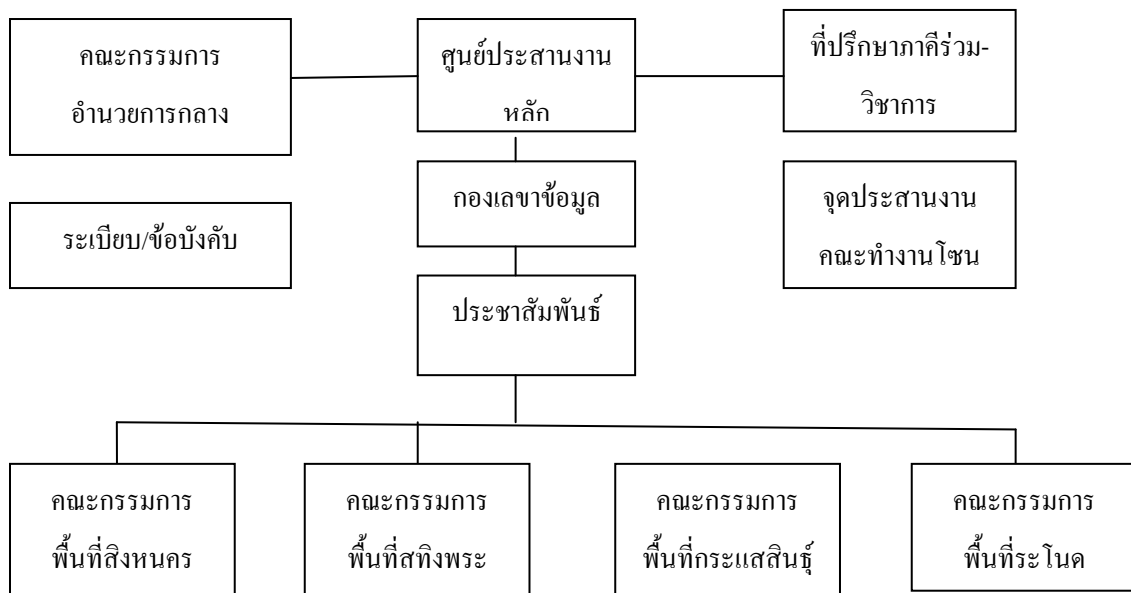 คณะกรรมการ
อำนวยการกลาง
ศูนย์ประสานงาน
หลัก
ที่ปรึกษาภาคีร่วม-
วิชาการ
ระเบียบ/ข้อบังคับ
กองเลขาข้อมูล
จุดประสานงาน
คณะทำงานโซน
ประชาสัมพันธ์
คณะกรรมการ
พื้นที่สิงหนคร
คณะกรรมการ
พื้นที่สทิงพระ
คณะกรรมการ
พื้นที่กระแสสินธุ์
คณะกรรมการ
พื้นที่ระโนด